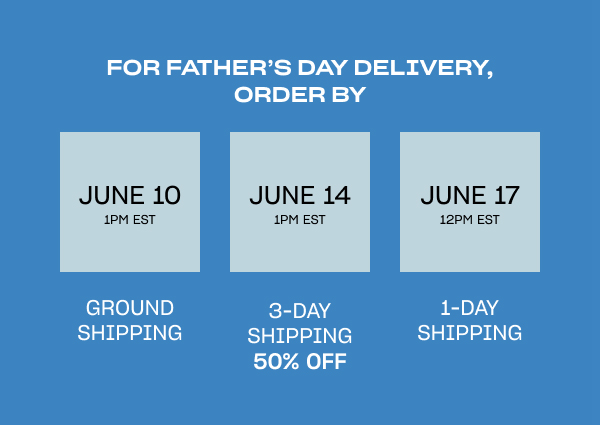 FOR FATHER’S DAY DELIVERY,
ORDER BY
JUNE 10
1PM EST
GROUND
SHIPPING
JUNE 14
1PM EST
3-DAY
SHIPPING
50% OFF
JUNE 17
12PM EST
1-DAY
SHIPPING